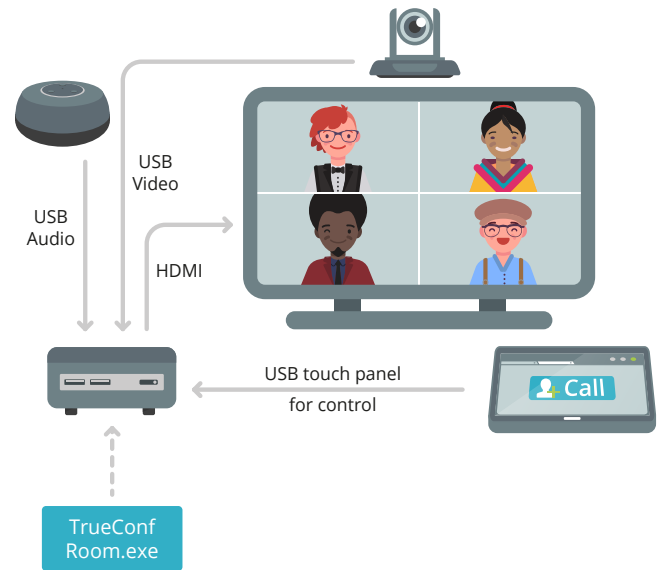 USB
Video
USB
Audio
HDMI
USB touch panel
for control
Call
TrueConf
Room.exe